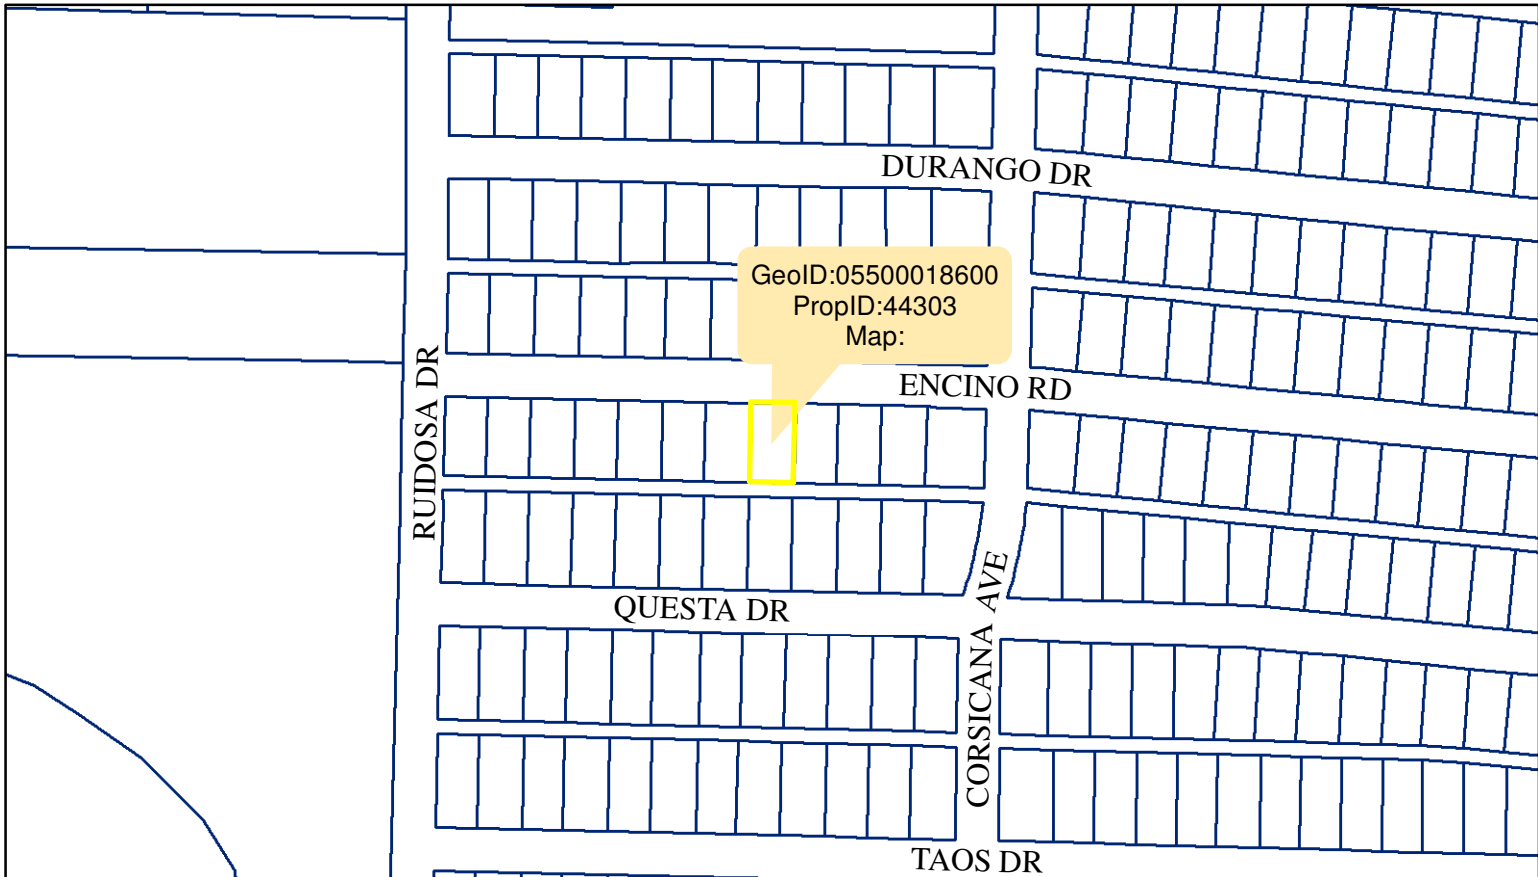 DURANGO DR
GeoID:05500018600
PropID:44303
Map:
ENCINO RD
RUIDOSA DR
QUESTA DR
CORSICANA AVE
TAOS DR